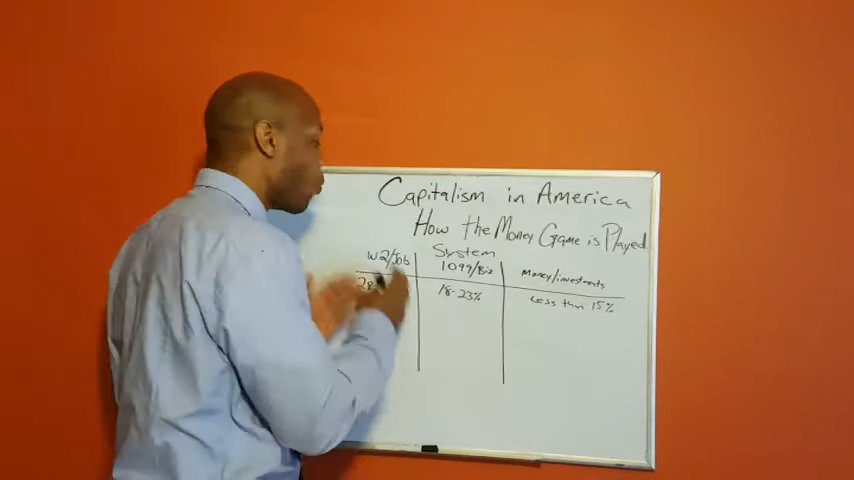 Capitalism in America
How the Money Game is Played
System
W2/Job 1099/Biz Money/investments
28- 18-23% Less than 15%